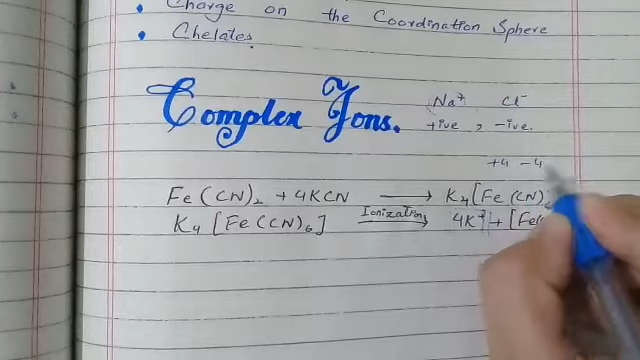 • Charge on the Coordination Sphere
• Chelates.
Complex Ions.
Na⁺ Cl⁻
+ive , -ive.
+4 -4
Fe(CN)₂ + 4KCN → K₄[Fe(CN)₆
K₄[Fe(CN)₆] Ionization → 4K⁺ + [Fe(